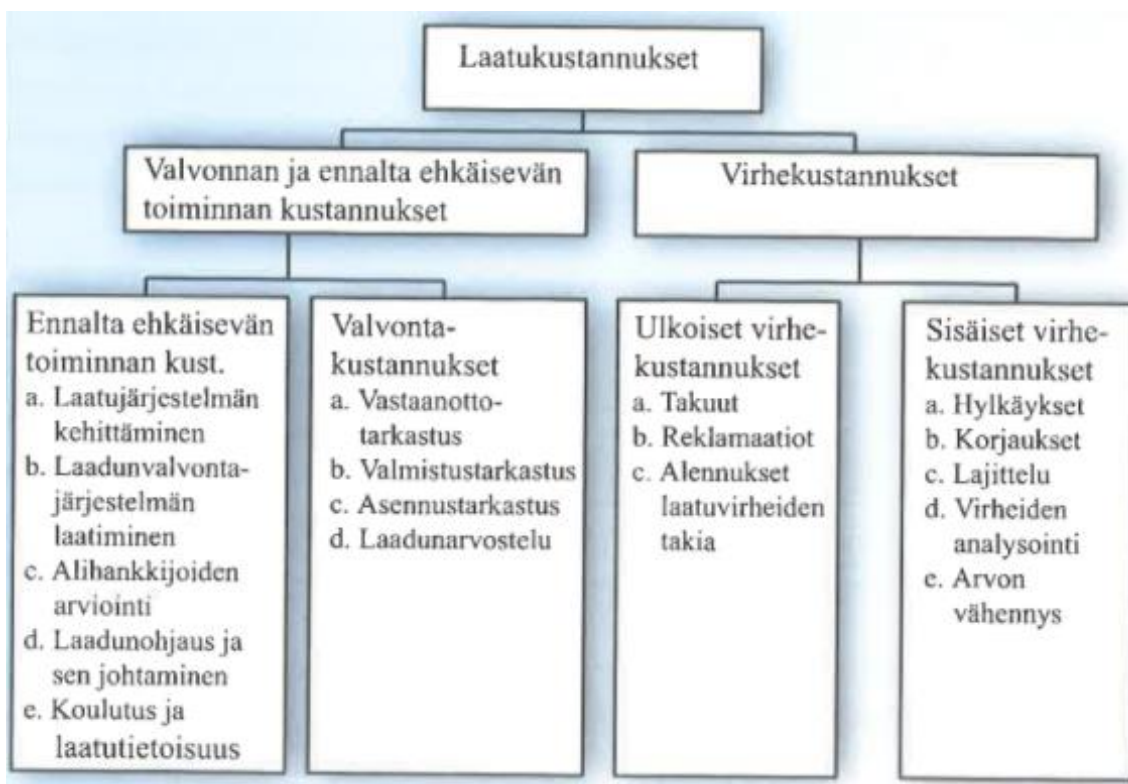 Laatukustannukset
Valvonnan ja ennalta ehkäisevän
toiminnan kustannukset
Virhekustannukset
Ennalta ehkäisevän
toiminnan kust.
a. Laatujärjestelmän
kehittäminen
b. Laadunvalvonta-
järjestelmän
laatiminen
c. Alihankkijoiden
arviointi
d. Laadunohjaus ja
sen johtaminen
e. Koulutus ja
laatutietoisuus
Valvonta-
kustannukset
a. Vastaanotto-
tarkastus
b. Valmistustarkastus
c. Asennustarkastus
d. Laadunarvostelu
Ulkoiset virhe-
kustannukset
a. Takuut
b. Reklamaatiot
c. Alennukset
laatuvirheiden
takia
Sisäiset virhe-
kustannukset
a. Hylkäykset
b. Korjaukset
c. Lajittelu
d. Virheiden
analysointi
e. Arvon
vähennys